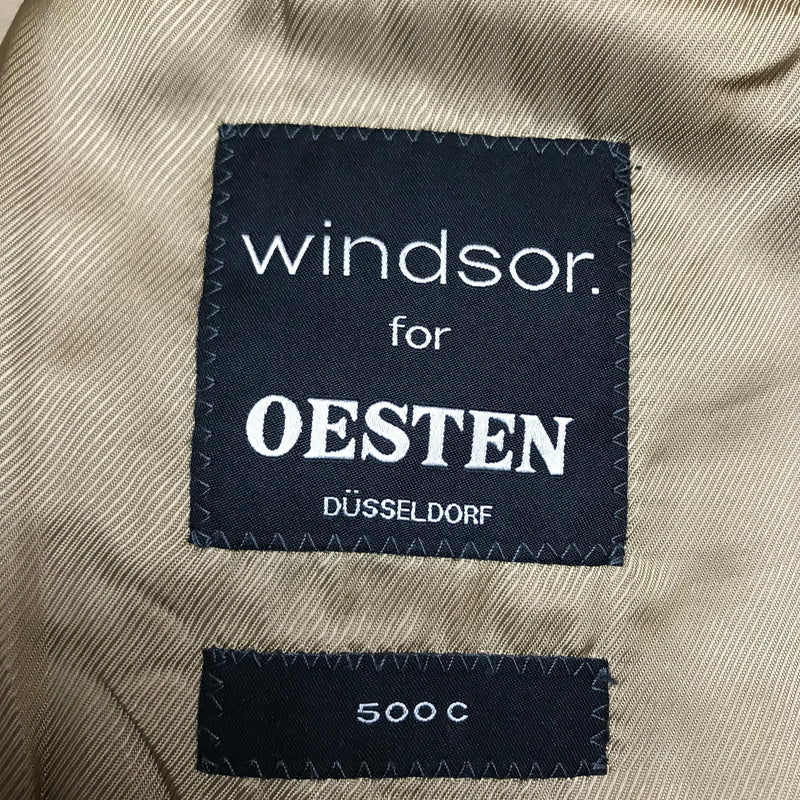 windsor.
for
OESTEN
DÜSSELDORF
500 C